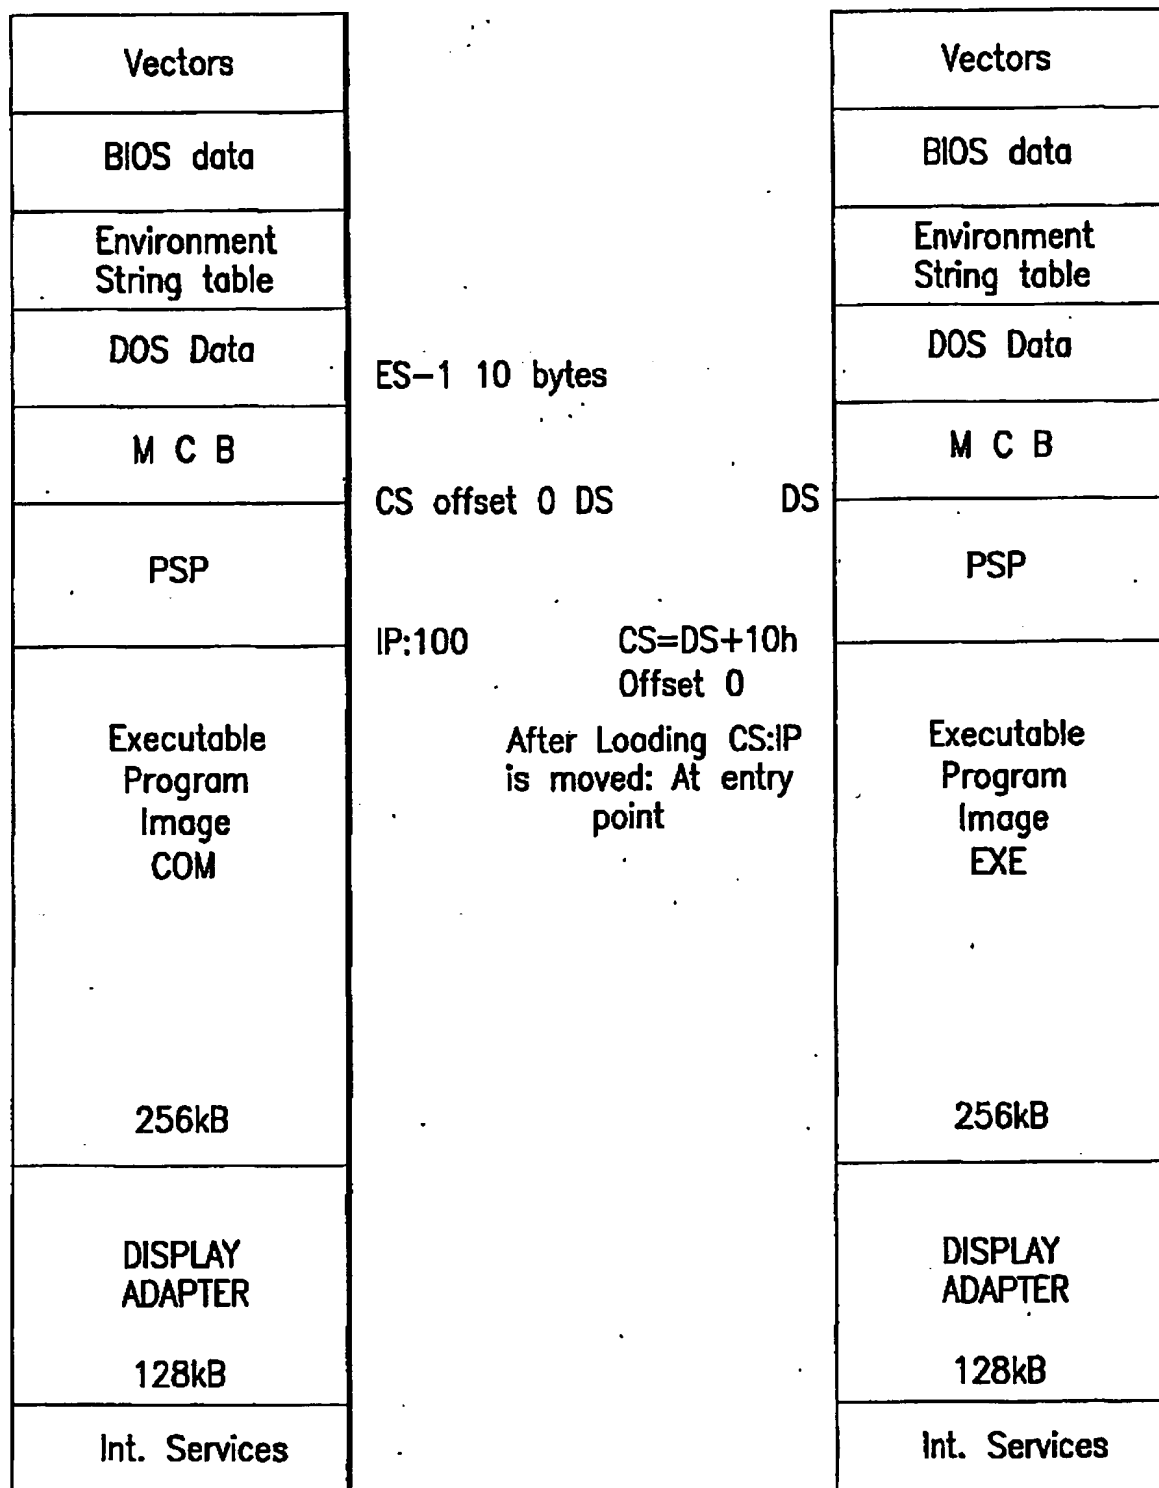 Vectors
BIOS data
Environment
String table
DOS Data
M C B
PSP
Executable
Program
Image
COM
256kB
DISPLAY
ADAPTER
128kB
Int. Services
ES-1 10 bytes
CS offset 0 DS
IP:100
DS
CS=DS+10h
Offset 0
After Loading CS:IP
is moved: At entry
point
Vectors
BIOS data
Environment
String table
DOS Data
M C B
PSP
Executable
Program
Image
EXE
256kB
DISPLAY
ADAPTER
128kB
Int. Services